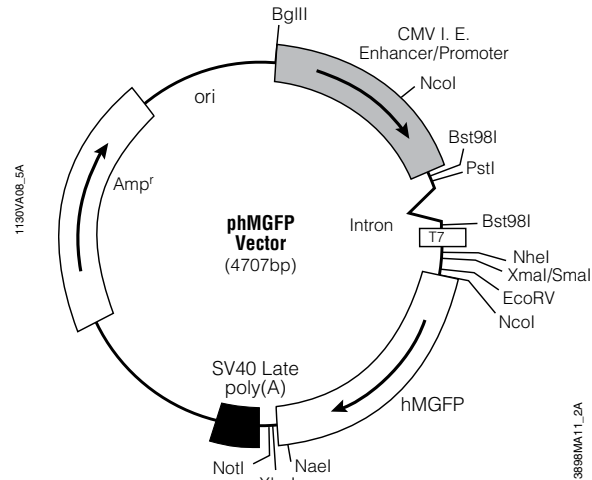 BglII
CMV I. E.
Enhancer/Promoter
NcoI
ori
Bst98I
PstI
Ampʳ
Intron
Bst98I
T7
phMGFP
Vector
(4707bp)
NheI
XmaI/SmaI
EcoRV
NcoI
SV40 Late
poly(A)
hMGFP
NotI
NaeI
1130VA08_5A
3898MA11_2A